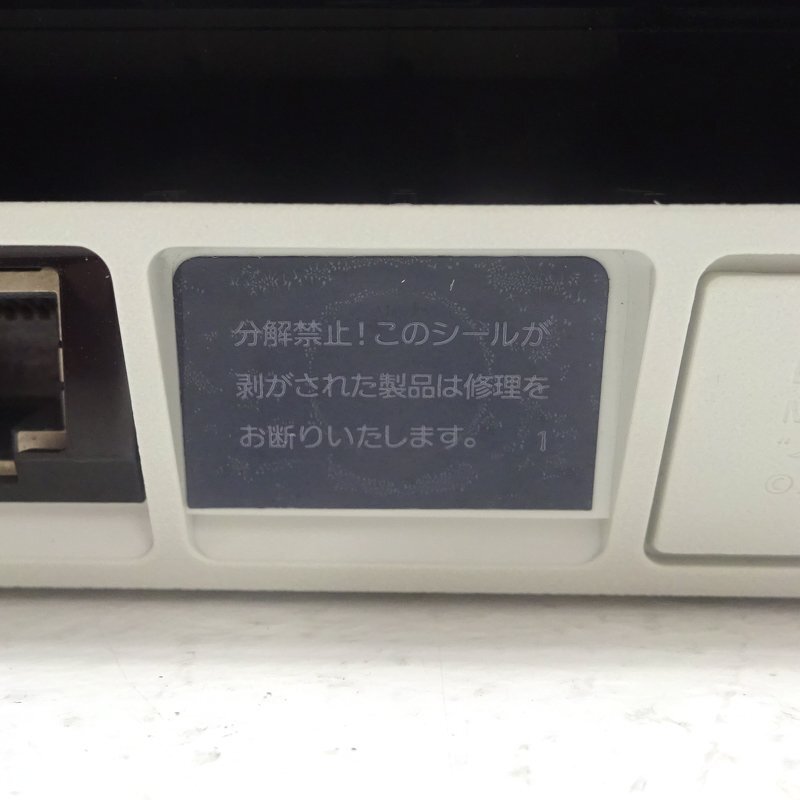 分解禁止!このシールが
剥がされた製品は修理を
お断りいたします。 1